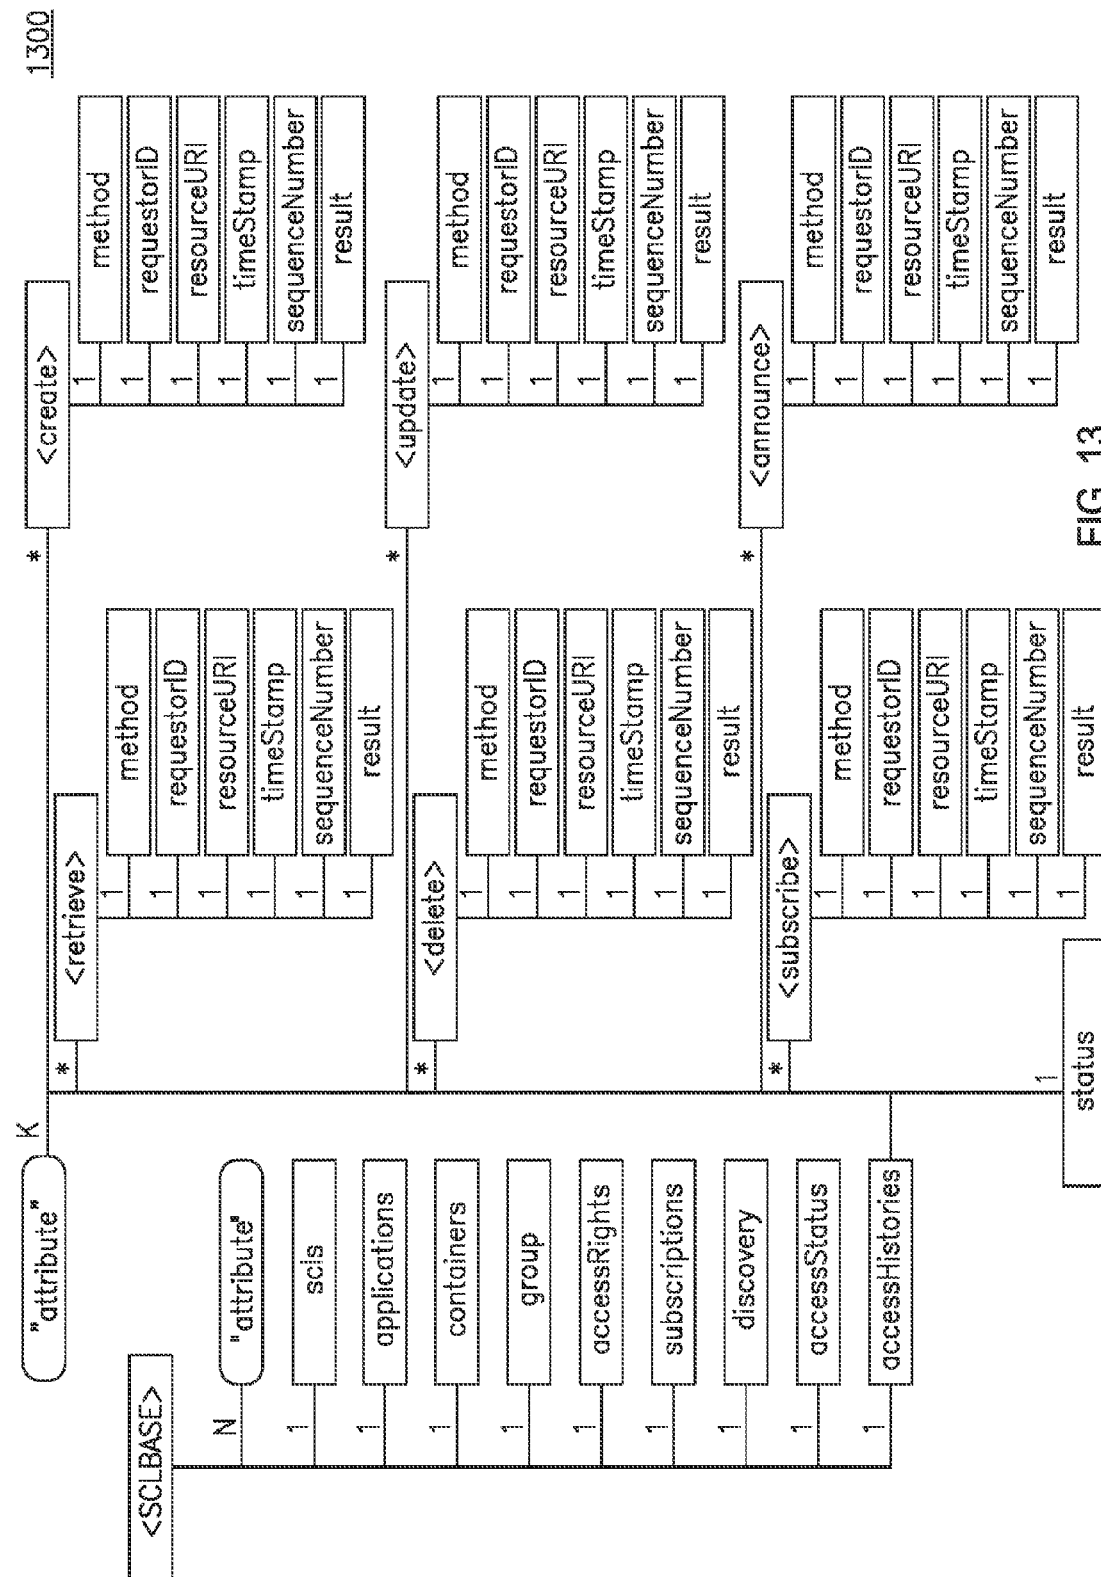 1300
<SCLBASE>
N
"attribute"
1
scls
1
applications
1
containers
1
group
1
accessRights
1
subscriptions
1
discovery
1
accessStatus
1
accessHistories
"attribute"
K
*
<retrieve>
1
method
1
requestorID
1
resourceURI
1
timeStamp
1
sequenceNumber
1
result
*
<create>
1
method
1
requestorID
1
resourceURI
1
timeStamp
1
sequenceNumber
1
result
*
<delete>
1
method
1
requestorID
1
resourceURI
1
timeStamp
1
sequenceNumber
1
result
*
<update>
1
method
1
requestorID
1
resourceURI
1
timeStamp
1
sequenceNumber
1
result
*
<subscribe>
1
method
1
requestorID
1
resourceURI
1
timeStamp
1
sequenceNumber
1
result
*
<announce>
1
method
1
requestorID
1
resourceURI
1
timeStamp
1
sequenceNumber
1
result
1
status
FIG. 13